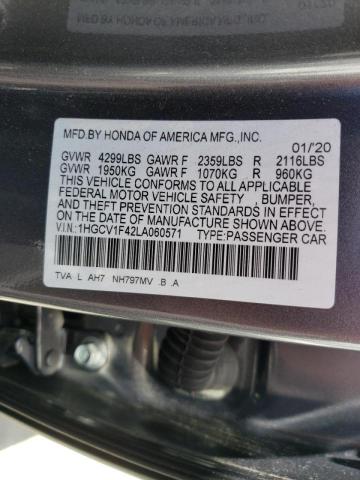 MFD.BY HONDA OF AMERICA MFG.,INC.
01/'20
GVWR 4299LBS GAWR F 2359LBS R 2116LBS
GVWR 1950KG GAWR F 1070KG R 960KG
THIS VEHICLE CONFORMS TO ALL APPLICABLE
FEDERAL MOTOR VEHICLE SAFETY , BUMPER,
AND THEFT PREVENTION STANDARDS IN EFFECT ON
THE DATE OF MANUFACTURE SHOWN ABOVE.
V.I.N:1HGCV1F42LA060571 TYPE:PASSENGER CAR
TVA L AH7 NH797MV .B .A